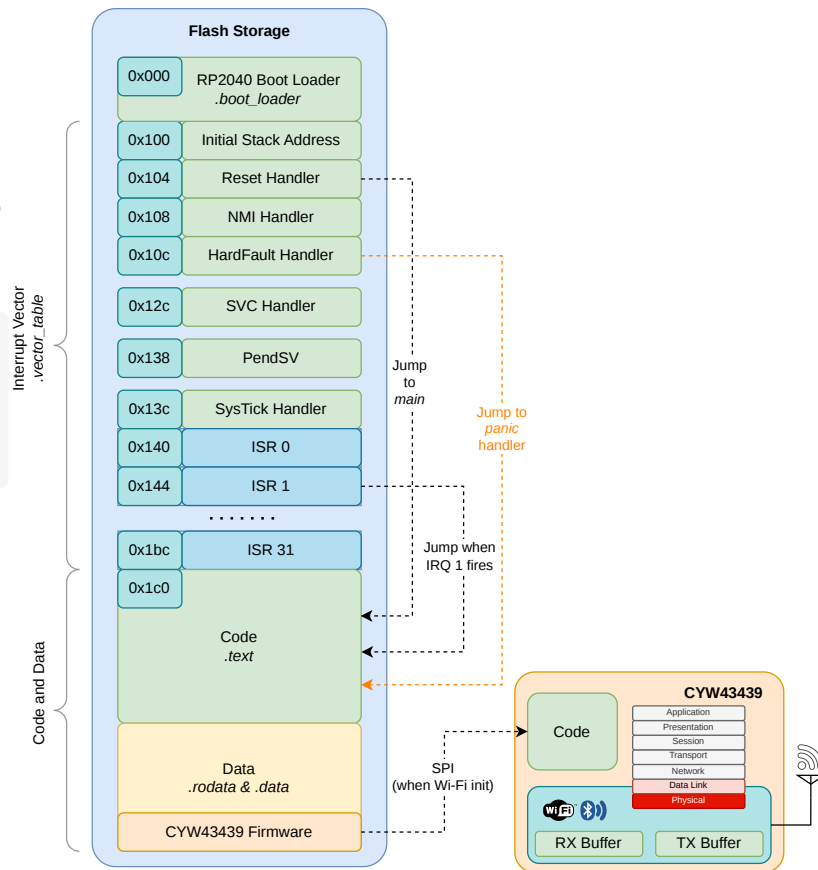 Flash Storage
0x000
RP2040 Boot Loader
.boot_loader
0x100
Initial Stack Address
0x104
Reset Handler
0x108
NMI Handler
0x10c
HardFault Handler
0x12c
SVC Handler
0x138
PendSV
0x13c
SysTick Handler
0x140
ISR 0
0x144
ISR 1
. . . . . . .
0x1bc
ISR 31
0x1c0
Code
.text
Data
.rodata & .data
CYW43439 Firmware
Interrupt Vector
.vector_table
Code and Data
Jump
to
main
Jump to
panic
handler
Jump when
IRQ 1 fires
SPI
(when Wi-Fi init)
CYW43439
Code
Application
Presentation
Session
Transport
Network
Data Link
Physical
Wi Fi
RX Buffer
TX Buffer